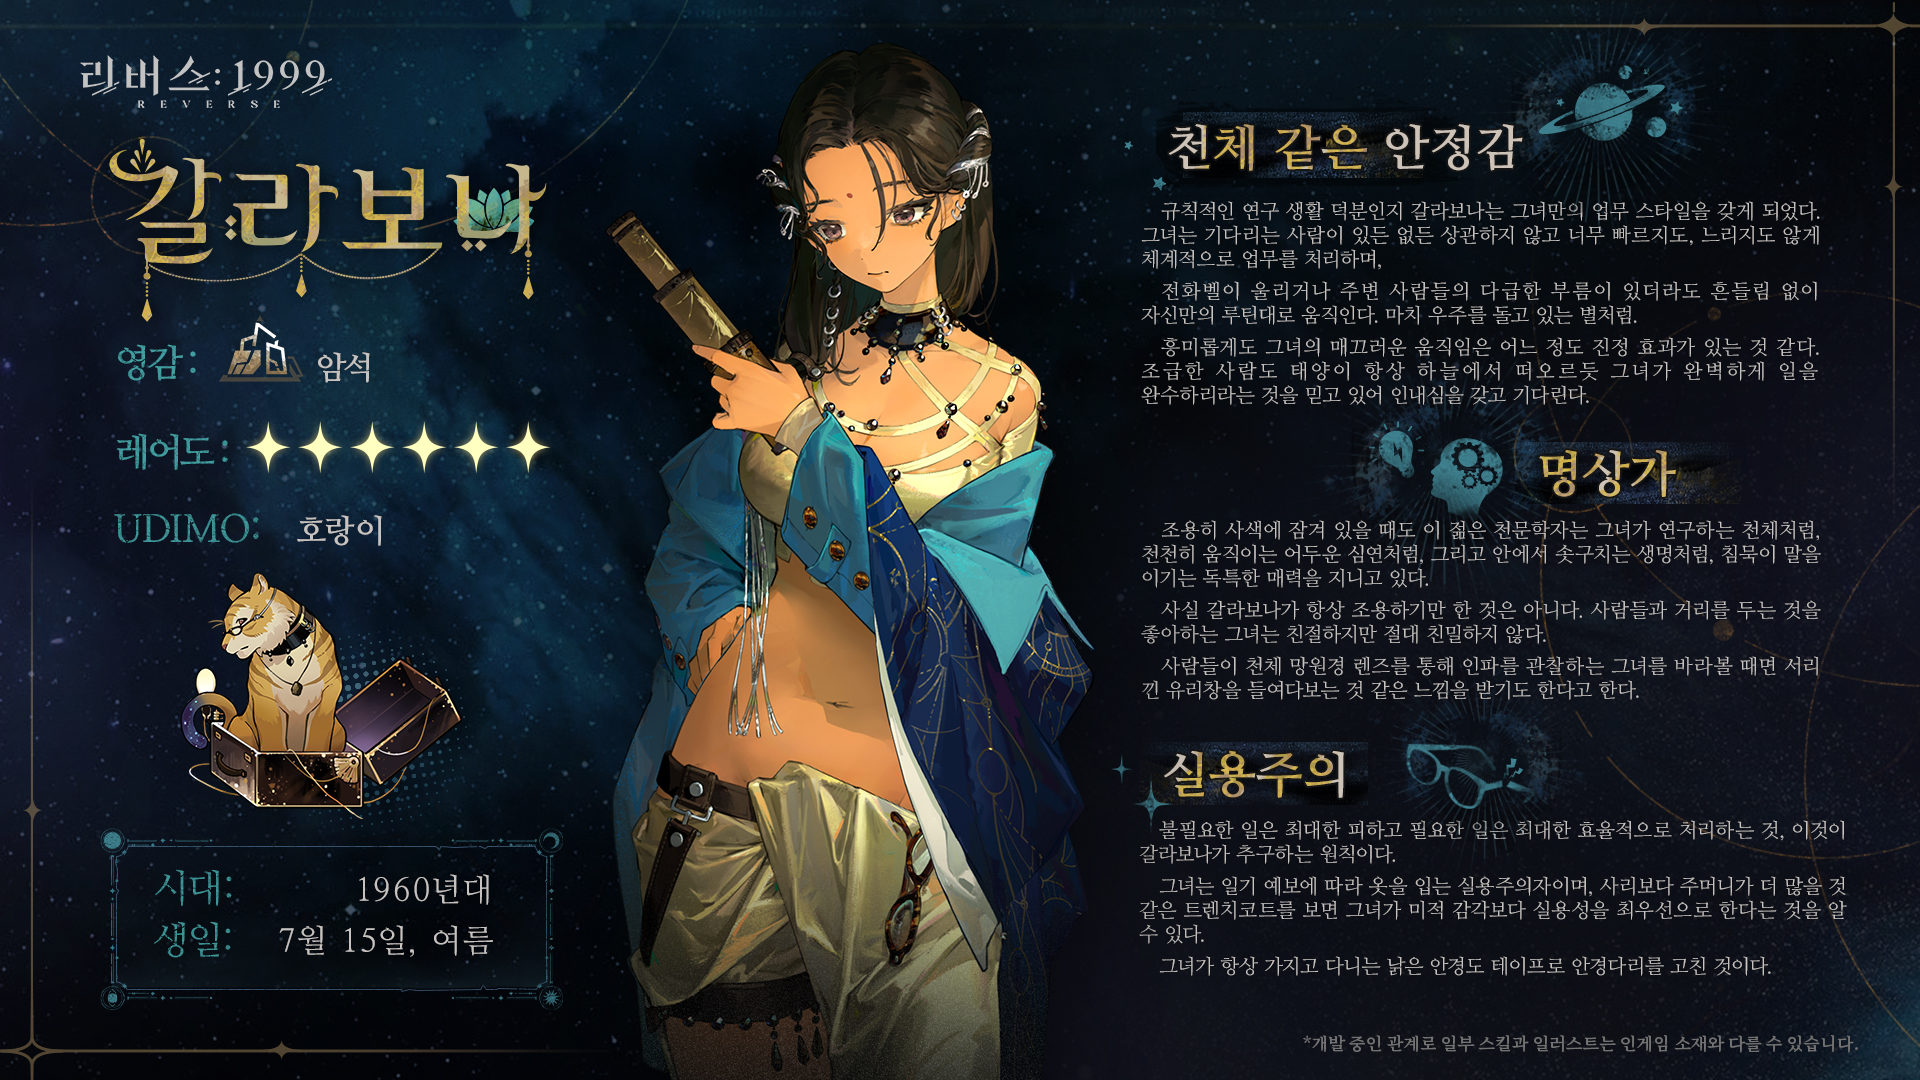 리버스:1999
REVERSE
갈라보나
영감: 암석
레어도:
UDIMO: 호랑이
시대: 1960년대
생일: 7월 15일, 여름
천체 같은 안정감
규칙적인 연구 생활 덕분인지 갈라보나는 그녀만의 업무 스타일을 갖게 되었다.
그녀는 기다리는 사람이 있든 없든 상관하지 않고 너무 빠르지도, 느리지도 않게
체계적으로 업무를 처리하며,
전화벨이 울리거나 주변 사람들의 다급한 부름이 있더라도 흔들림 없이
자신만의 루틴대로 움직인다. 마치 우주를 돌고 있는 별처럼.
흥미롭게도 그녀의 매끄러운 움직임은 어느 정도 진정 효과가 있는 것 같다.
조급한 사람도 태양이 항상 하늘에서 떠오르듯 그녀가 완벽하게 일을
완수하리라는 것을 믿고 있어 인내심을 갖고 기다린다.
명상가
조용히 사색에 잠겨 있을 때도 이 젊은 천문학자는 그녀가 연구하는 천체처럼,
천천히 움직이는 어두운 심연처럼, 그리고 안에서 솟구치는 생명처럼, 침묵이 말을
이기는 독특한 매력을 지니고 있다.
사실 갈라보나가 항상 조용하기만 한 것은 아니다. 사람들과 거리를 두는 것을
좋아하는 그녀는 친절하지만 절대 친밀하지 않다.
사람들이 천체 망원경 렌즈를 통해 인파를 관찰하는 그녀를 바라볼 때면 서리
낀 유리창을 들여다보는 것 같은 느낌을 받기도 한다고 한다.
실용주의
불필요한 일은 최대한 피하고 필요한 일은 최대한 효율적으로 처리하는 것, 이것이
갈라보나가 추구하는 원칙이다.
그녀는 일기 예보에 따라 옷을 입는 실용주의자이며, 사리보다 주머니가 더 많을 것
같은 트렌치코트를 보면 그녀가 미적 감각보다 실용성을 최우선으로 한다는 것을 알
수 있다.
그녀가 항상 가지고 다니는 낡은 안경도 테이프로 안경다리를 고친 것이다.
*개발 중인 관계로 일부 스킬과 일러스트는 인게임 소재와 다를 수 있습니다.